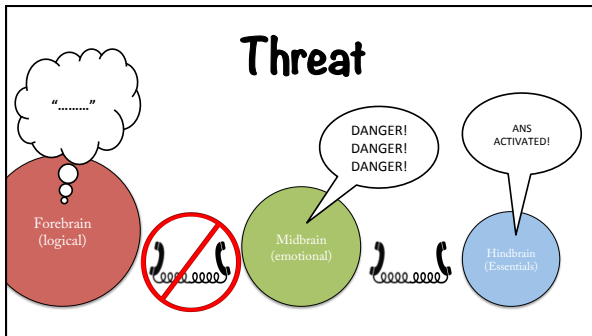 Threat
“………”
DANGER!
DANGER!
DANGER!
ANS
ACTIVATED!
Forebrain
(logical)
Midbrain
(emotional)
Hindbrain
(Essentials)